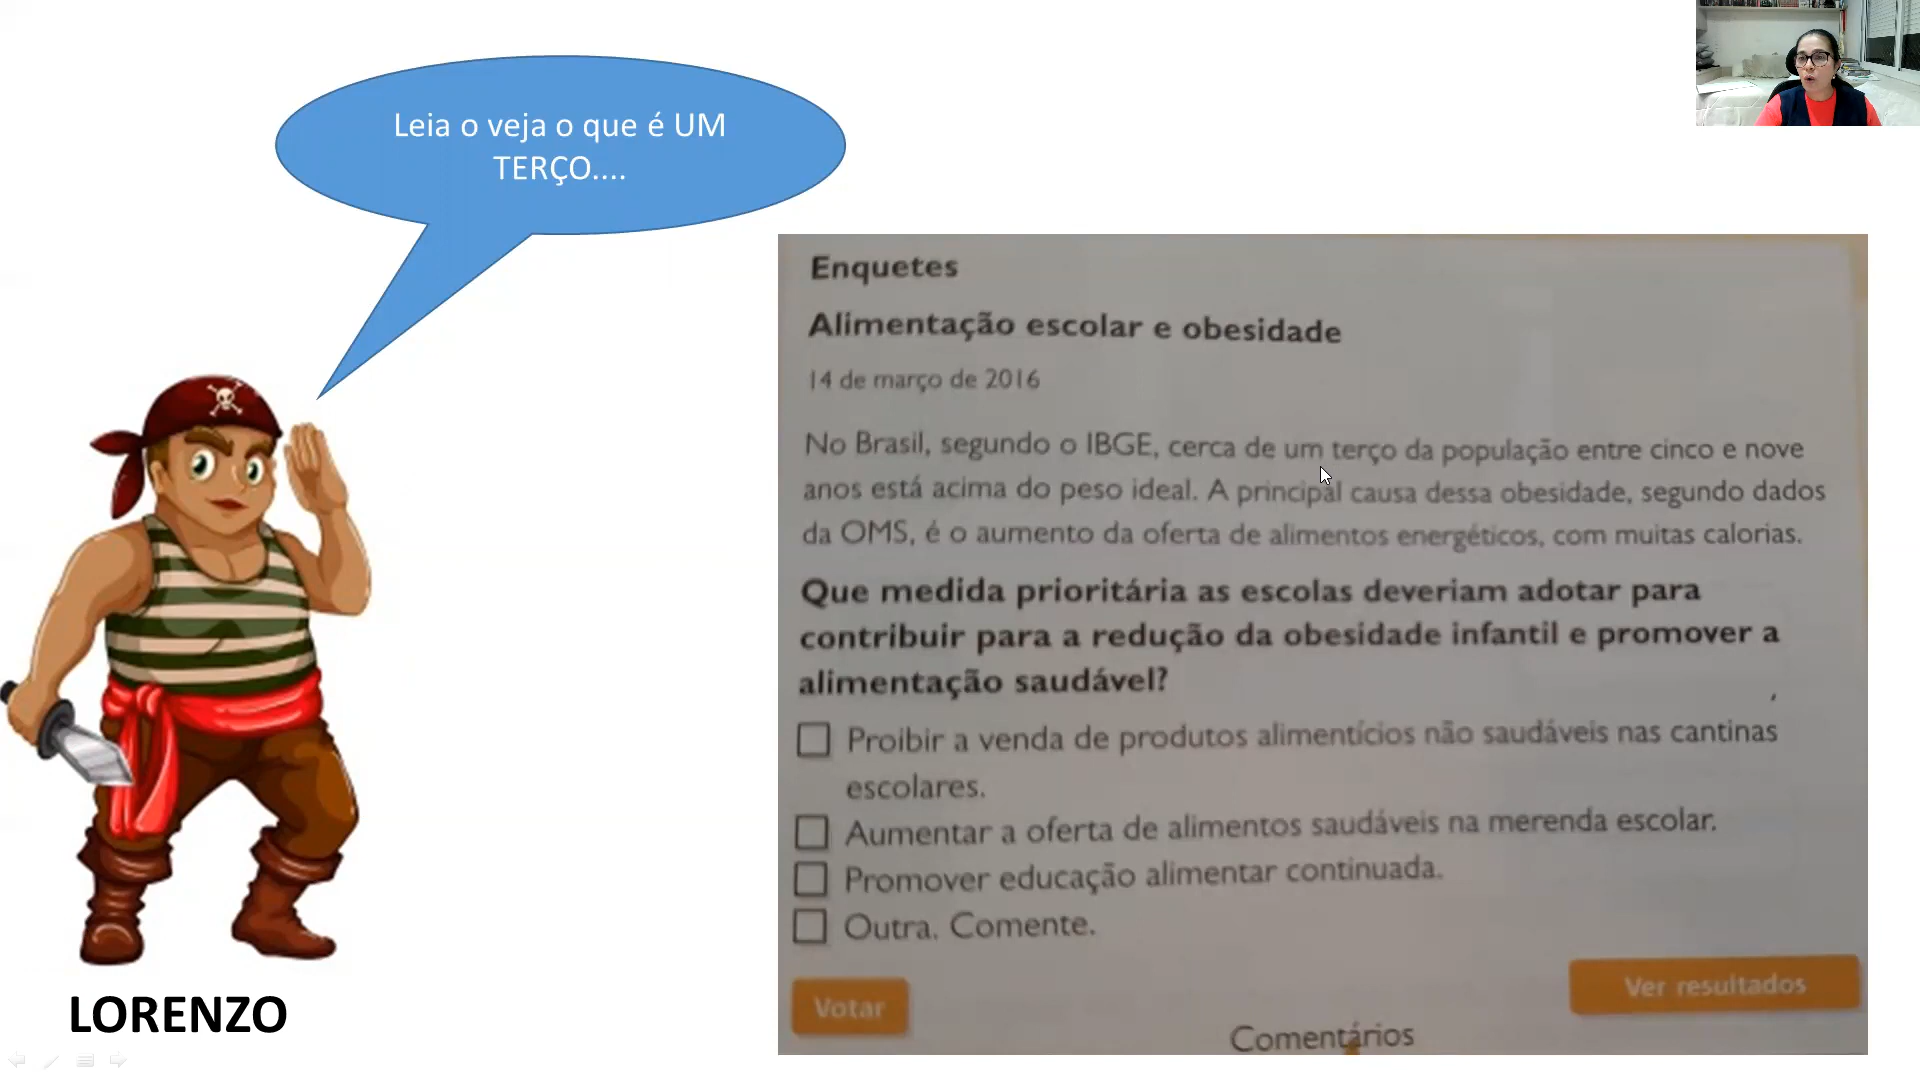 Leia o veja o que é UM
TERÇO....
Enquetes
Alimentação escolar e obesidade
14 de março de 2016
No Brasil, segundo o IBGE, cerca de um terço da população entre cinco e nove
anos está acima do peso ideal. A principal causa dessa obesidade, segundo dados
da OMS, é o aumento da oferta de alimentos energéticos, com muitas calorias.
Que medida prioritária as escolas deveriam adotar para
contribuir para a redução da obesidade infantil e promover a
alimentação saudável?
Proibir a venda de produtos alimentícios não saudáveis nas cantinas
escolares.
Aumentar a oferta de alimentos saudáveis na merenda escolar.
Promover educação alimentar continuada.
Outra. Comente.
Votar
Ver resultados
Comentários
LORENZO